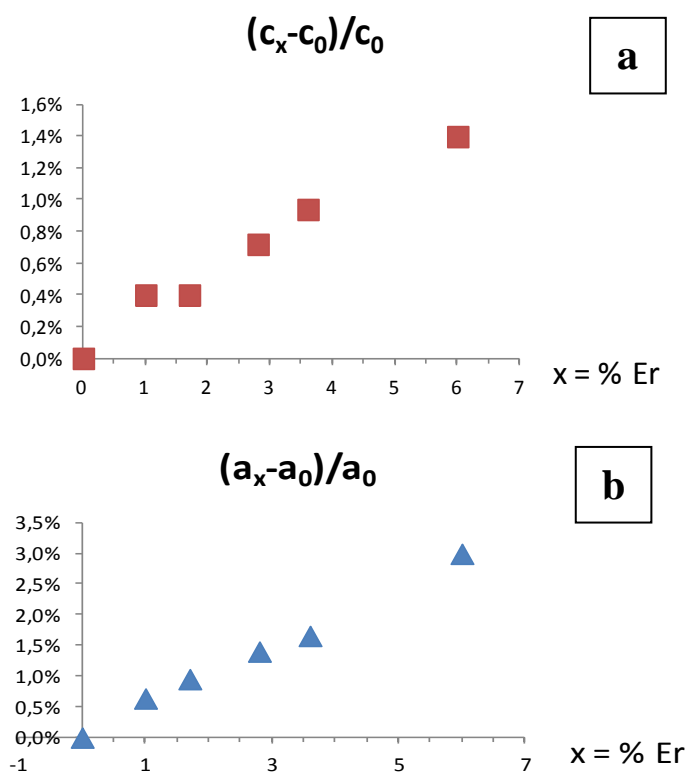 (cₓ-c₀)/c₀
a
1,6%
1,4%
1,2%
1,0%
0,8%
0,6%
0,4%
0,2%
0,0%
0 1 2 3 4 5 6 7
x = % Er
(aₓ-a₀)/a₀
b
3,5%
3,0%
2,5%
2,0%
1,5%
1,0%
0,5%
0,0%
-1 1 3 5 7
x = % Er